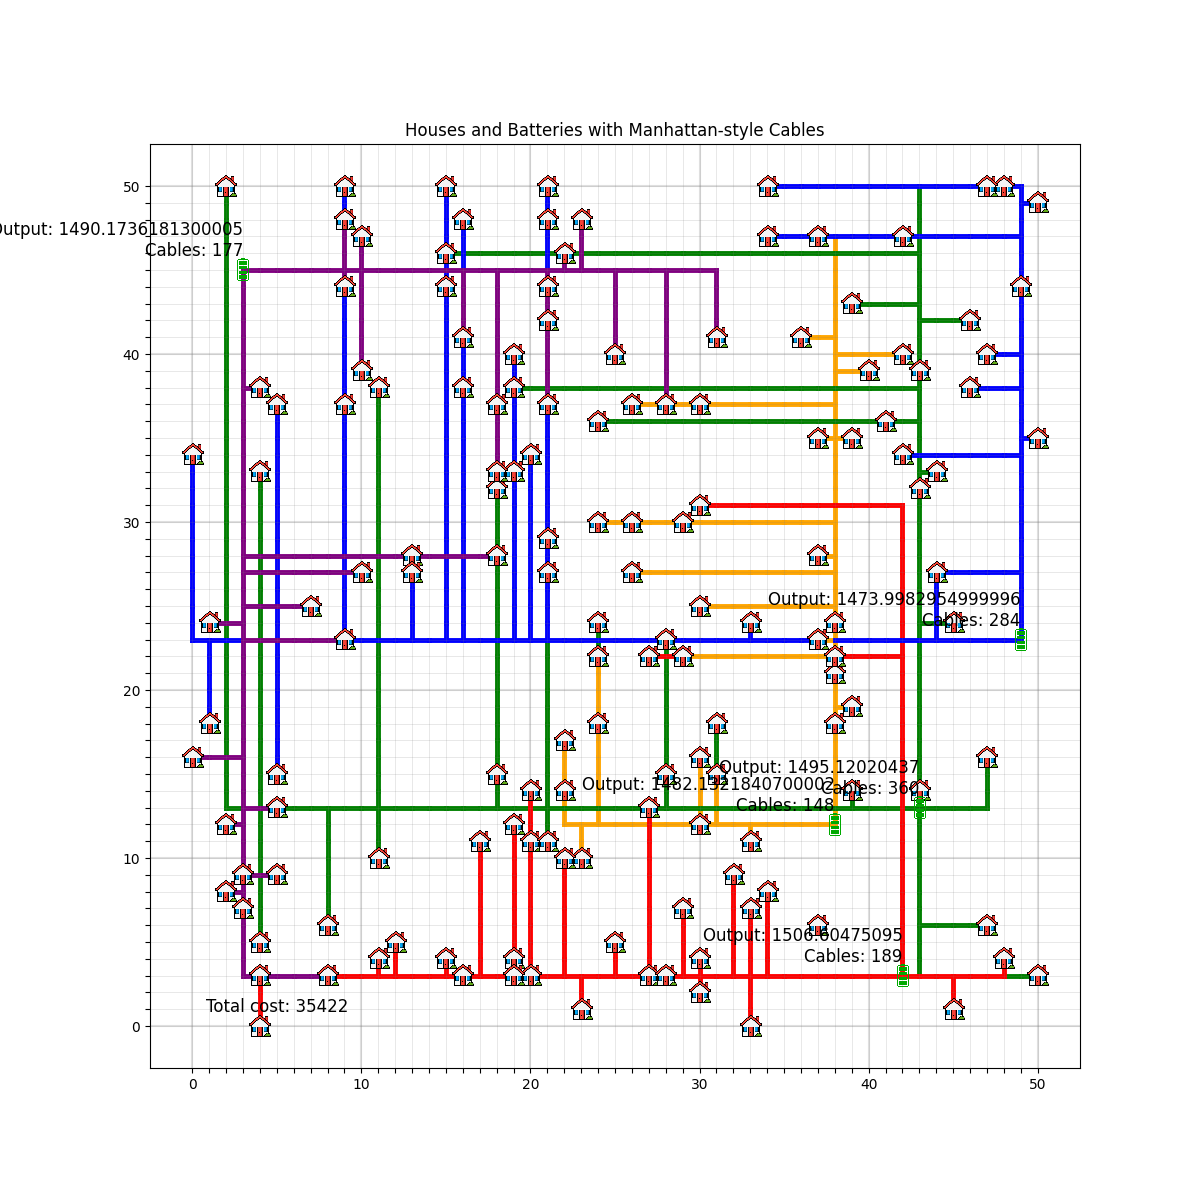 Houses and Batteries with Manhattan-style Cables
50
Output: 1490.1736181300005
Cables: 177
40
30
Output: 1473.9982954999996
Cables: 284
20
Output: 1495.12020437
Cables: 360
Output: 1482.1321840700002
Cables: 148
10
Output: 1506.60475095
Cables: 189
Total cost: 35422
0
0 10 20 30 40 50